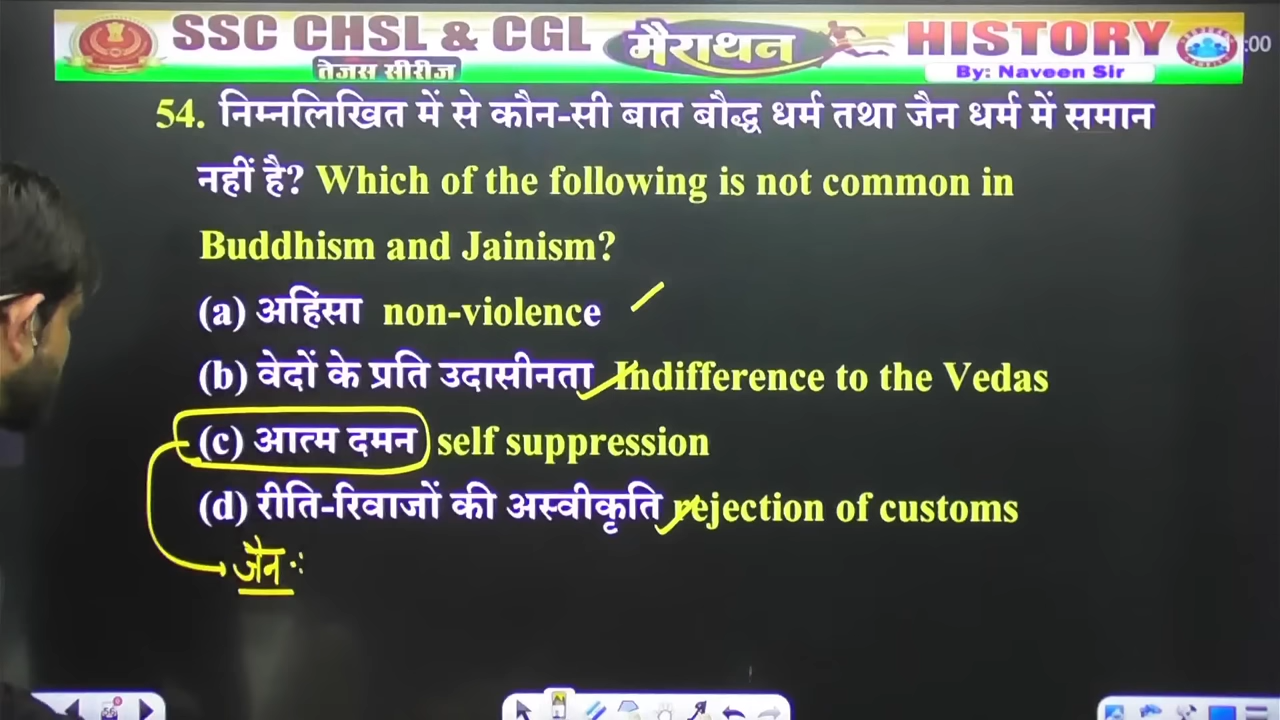 SSC CHSL & CGL मैराथन HISTORY :00
तेजस सीरीज By: Naveen Sir
54. निम्नलिखित में से कौन-सी बात बौद्ध धर्म तथा जैन धर्म में समान
नहीं है? Which of the following is not common in
Buddhism and Jainism?
(a) अहिंसा non-violence
(b) वेदों के प्रति उदासीनता Indifference to the Vedas
(c) आत्म दमन self suppression
(d) रीति-रिवाजों की अस्वीकृति rejection of customs
जैन